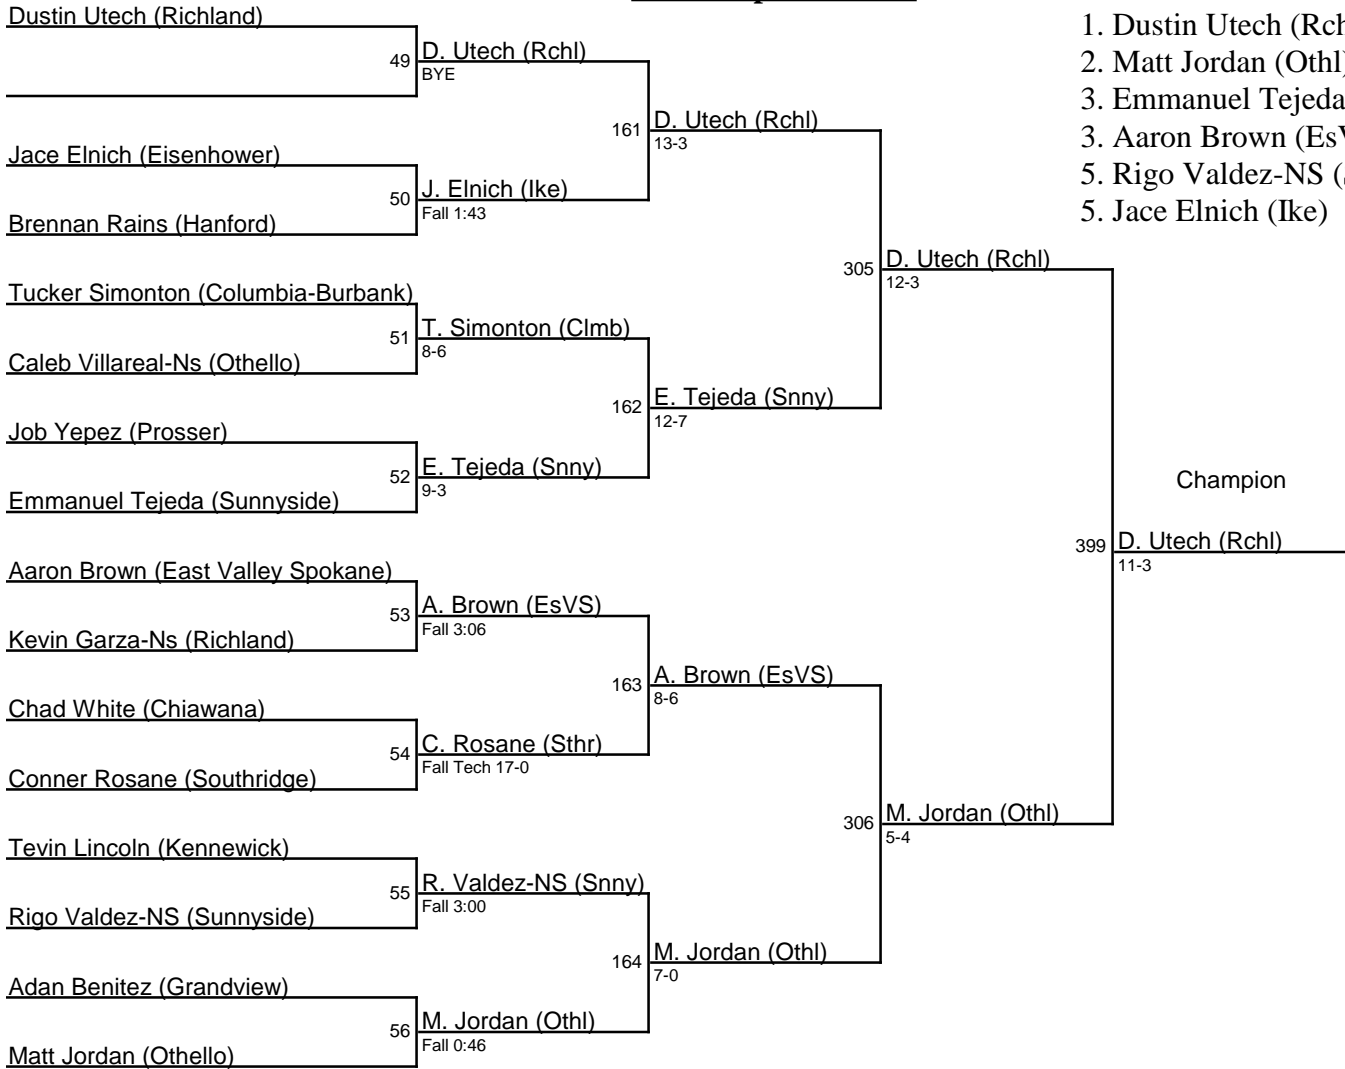 Dustin Utech (Richland)
49
D. Utech (Rchl)
BYE
161
D. Utech (Rchl)
13-3
Jace Elnich (Eisenhower)
50
J. Elnich (Ike)
Fall 1:43
Brennan Rains (Hanford)
305
D. Utech (Rchl)
12-3
Tucker Simonton (Columbia-Burbank)
51
T. Simonton (Clmb)
8-6
Caleb Villareal-Ns (Othello)
162
E. Tejeda (Snny)
12-7
Job Yepez (Prosser)
52
E. Tejeda (Snny)
9-3
Emmanuel Tejeda (Sunnyside)
Champion
399
D. Utech (Rchl)
11-3
Aaron Brown (East Valley Spokane)
53
A. Brown (EsVS)
Fall 3:06
Kevin Garza-Ns (Richland)
163
A. Brown (EsVS)
8-6
Chad White (Chiawana)
54
C. Rosane (Sthr)
Fall Tech 17-0
Conner Rosane (Southridge)
306
M. Jordan (Othl)
5-4
Tevin Lincoln (Kennewick)
55
R. Valdez-NS (Snny)
Fall 3:00
Rigo Valdez-NS (Sunnyside)
164
M. Jordan (Othl)
7-0
Adan Benitez (Grandview)
56
M. Jordan (Othl)
Fall 0:46
Matt Jordan (Othello)
1. Dustin Utech (Rch
2. Matt Jordan (Othl)
3. Emmanuel Tejeda
3. Aaron Brown (Es
5. Rigo Valdez-NS (
5. Jace Elnich (Ike)